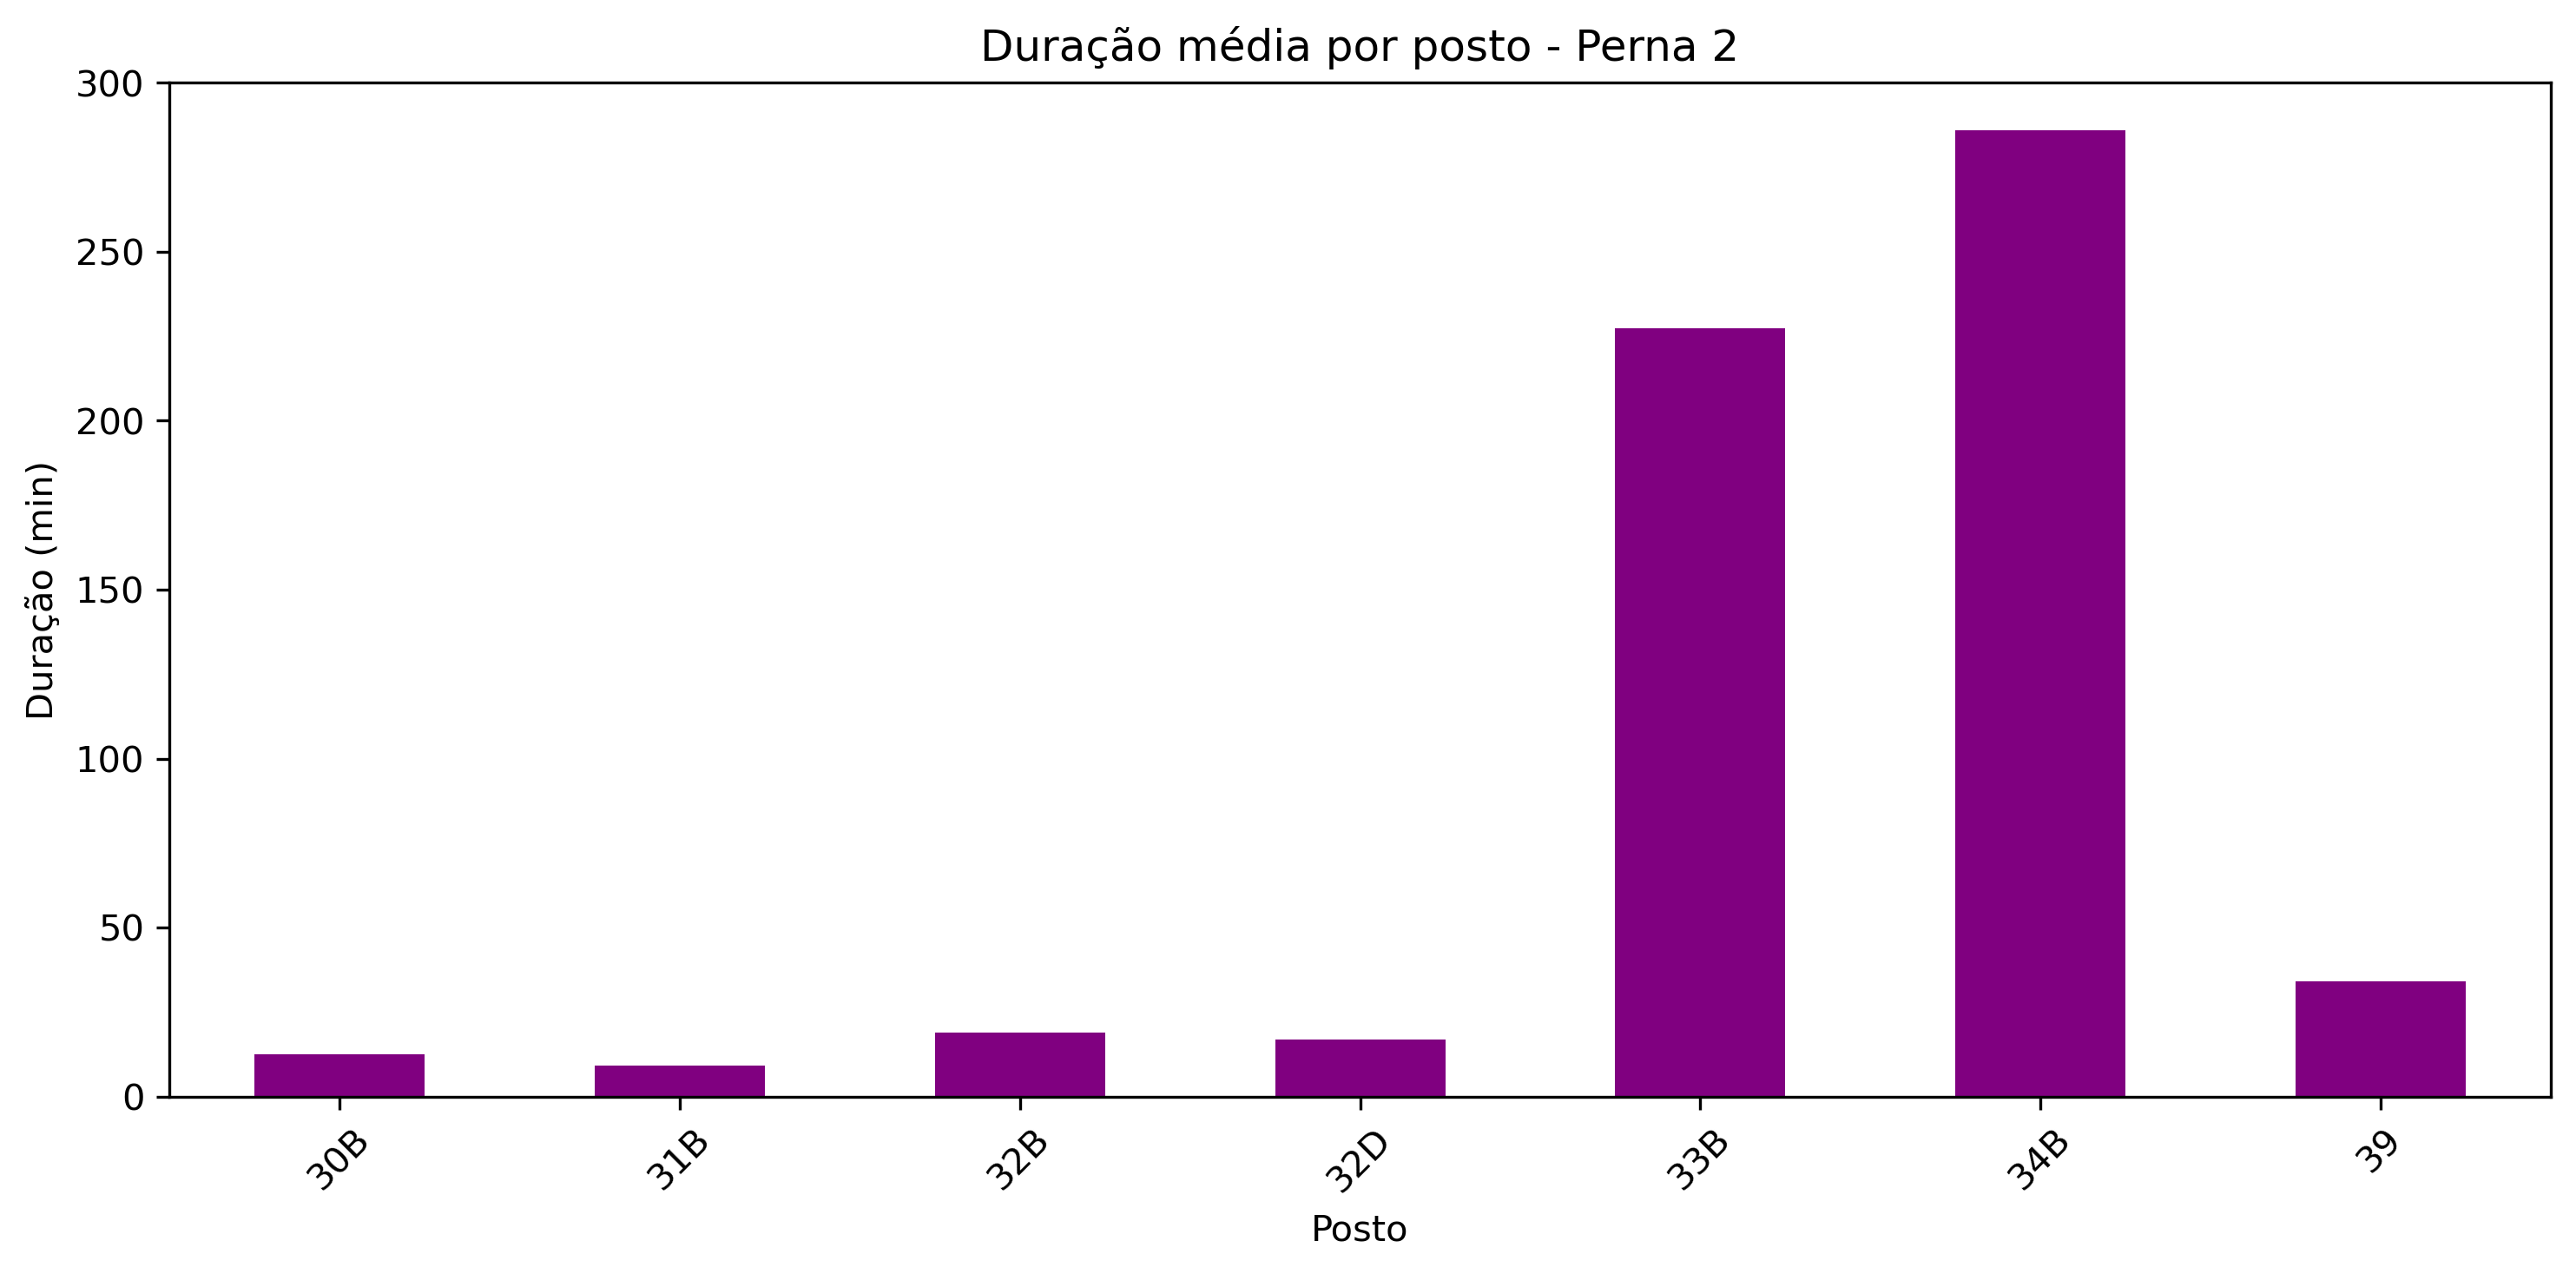 Duração média por posto - Perna 2
300
250
200
150
100
50
0
Duração (min)
30B
31B
32B
32D
33B
34B
39
Posto